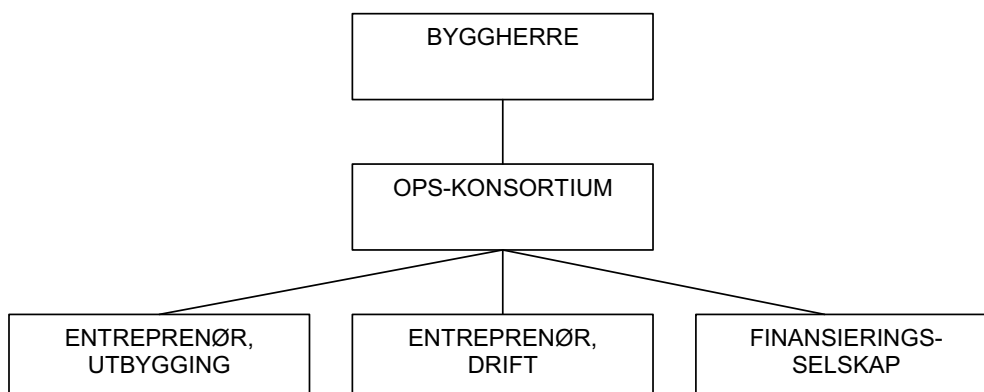 BYGGHERRE
OPS-KONSORTIUM
ENTREPRENØR,
UTBYGGING
ENTREPRENØR,
DRIFT
FINANSIERINGS-
SELSKAP